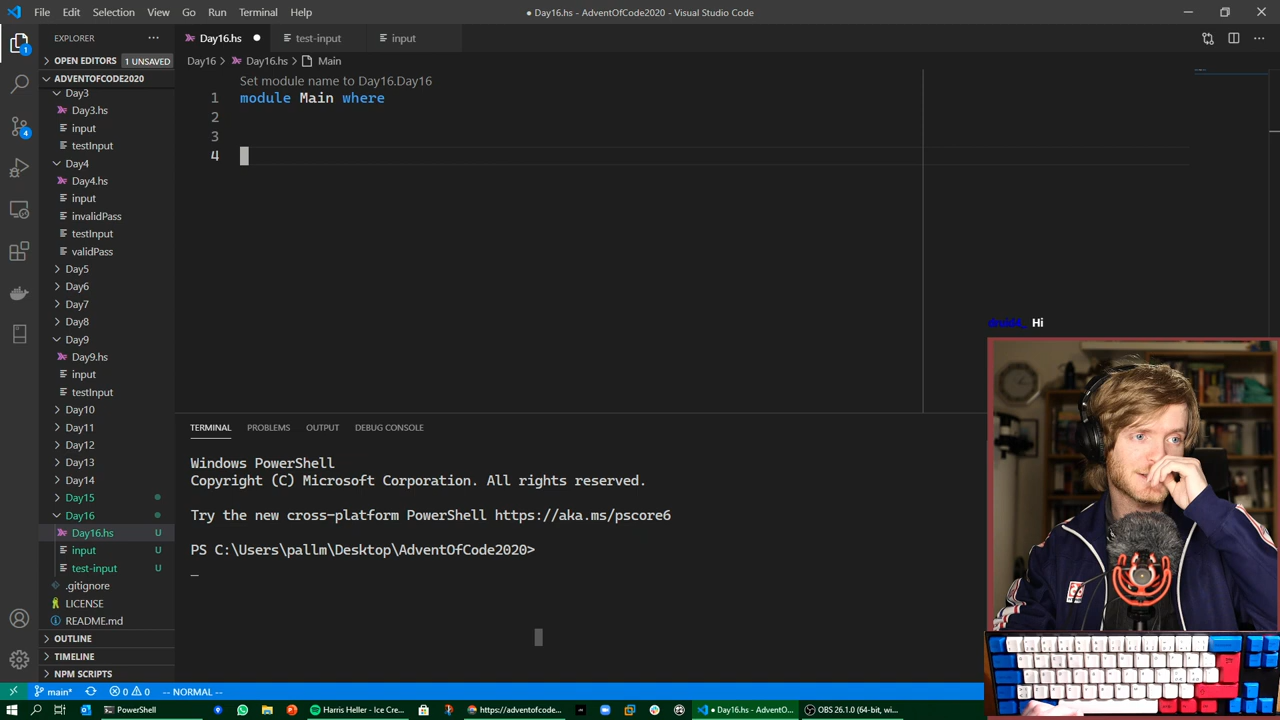 File Edit Selection View Go Run Terminal Help
● Day16.hs - AdventOfCode2020 - Visual Studio Code
EXPLORER
Day16.hs
test-input
input
OPEN EDITORS 1 UNSAVED
Day16 > Day16.hs > Main
ADVENTOFCODE2020
Day3
Day3.hs
input
testInput
Day4
Day4.hs
input
invalidPass
testInput
validPass
Day5
Day6
Day7
Day8
Day9
Day9.hs
input
testInput
Day10
Day11
Day12
Day13
Day14
Day15
Day16
Day16.hs U
input U
test-input U
.gitignore
LICENSE
README.md
OUTLINE
TIMELINE
NPM SCRIPTS
1
4
Set module name to Day16.Day16
1 module Main where
2
3
4
Hi
TERMINAL PROBLEMS OUTPUT DEBUG CONSOLE
Windows PowerShell
Copyright (C) Microsoft Corporation. All rights reserved.
Try the new cross-platform PowerShell https://aka.ms/pscore6
PS C:\Users\pallm\Desktop\AdventOfCode2020>
main* 0 0 -- NORMAL --
PowerShell
Harris Heller - Ice Cre...
https://adventofcode...
● Day16.hs - AdventO...
OBS 26.1.0 (64-bit, wi...